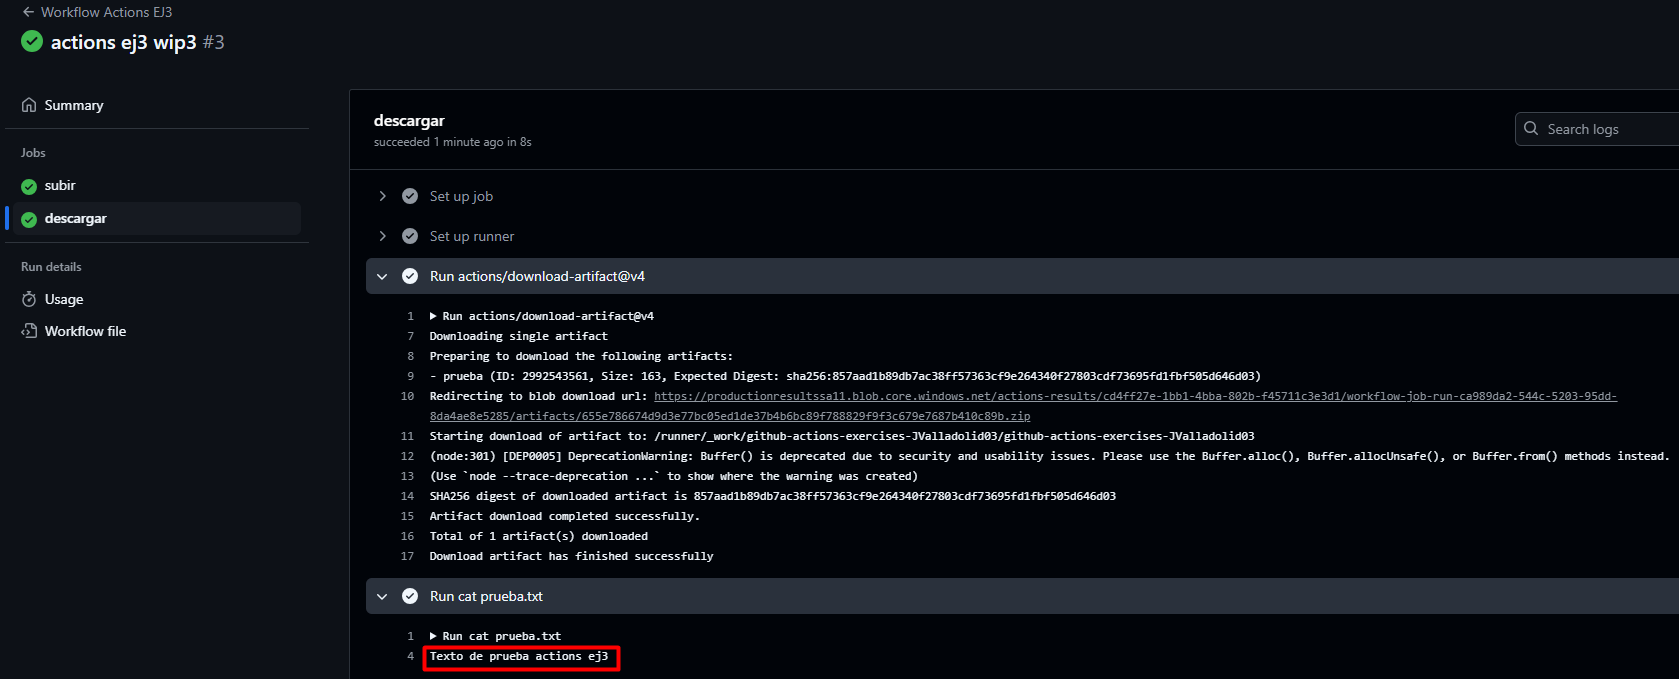 Workflow Actions EJ3
actions ej3 wip3 #3
Summary
Jobs
subir
descargar
Run details
Usage
Workflow file
descargar
succeeded 1 minute ago in 8s
Search logs
Set up job
Set up runner
Run actions/download-artifact@v4
1 Run actions/download-artifact@v4
7 Downloading single artifact
8 Preparing to download the following artifacts:
9 - prueba (ID: 2992543561, Size: 163, Expected Digest: sha256:857aad1b89db7ac38ff57363cf9e264340f27803cdf73695fd1fbf505d646d03)
10 Redirecting to blob download url: https://productionresultssa11.blob.core.windows.net/actions-results/cd4ff27e-1bb1-4bba-802b-f45711c3e3d1/workflow-job-run-ca989da2-544c-5203-95dd-
8da4ae8e5285/artifacts/655e786674d9d3e77bc05ed1de37b4b6bc89f788829f9f3c679e7687b410c89b.zip
11 Starting download of artifact to: /runner/_work/github-actions-exercises-JValladolid03/github-actions-exercises-JValladolid03
12 (node:301) [DEP0005] DeprecationWarning: Buffer() is deprecated due to security and usability issues. Please use the Buffer.alloc(), Buffer.allocUnsafe(), or Buffer.from() methods instead.
13 (Use `node --trace-deprecation ...` to show where the warning was created)
14 SHA256 digest of downloaded artifact is 857aad1b89db7ac38ff57363cf9e264340f27803cdf73695fd1fbf505d646d03
15 Artifact download completed successfully.
16 Total of 1 artifact(s) downloaded
17 Download artifact has finished successfully
Run cat prueba.txt
1 Run cat prueba.txt
4 Texto de prueba actions ej3